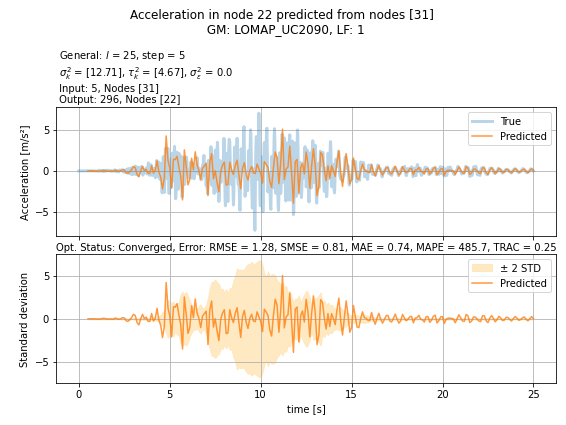 Acceleration in node 22 predicted from nodes [31]
GM: LOMAP_UC2090, LF: 1
General: l = 25, step = 5
σ²ₖ = [12.71], τ²ₖ = [4.67], σ²ε = 0.0
Input: 5, Nodes [31]
Output: 296, Nodes [22]
True
Predicted
Acceleration [m/s²]
5
0
−5
Opt. Status: Converged, Error: RMSE = 1.28, SMSE = 0.81, MAE = 0.74, MAPE = 485.7, TRAC = 0.25
± 2 STD
Predicted
Standard deviation
5
0
−5
0 5 10 15 20 25
time [s]